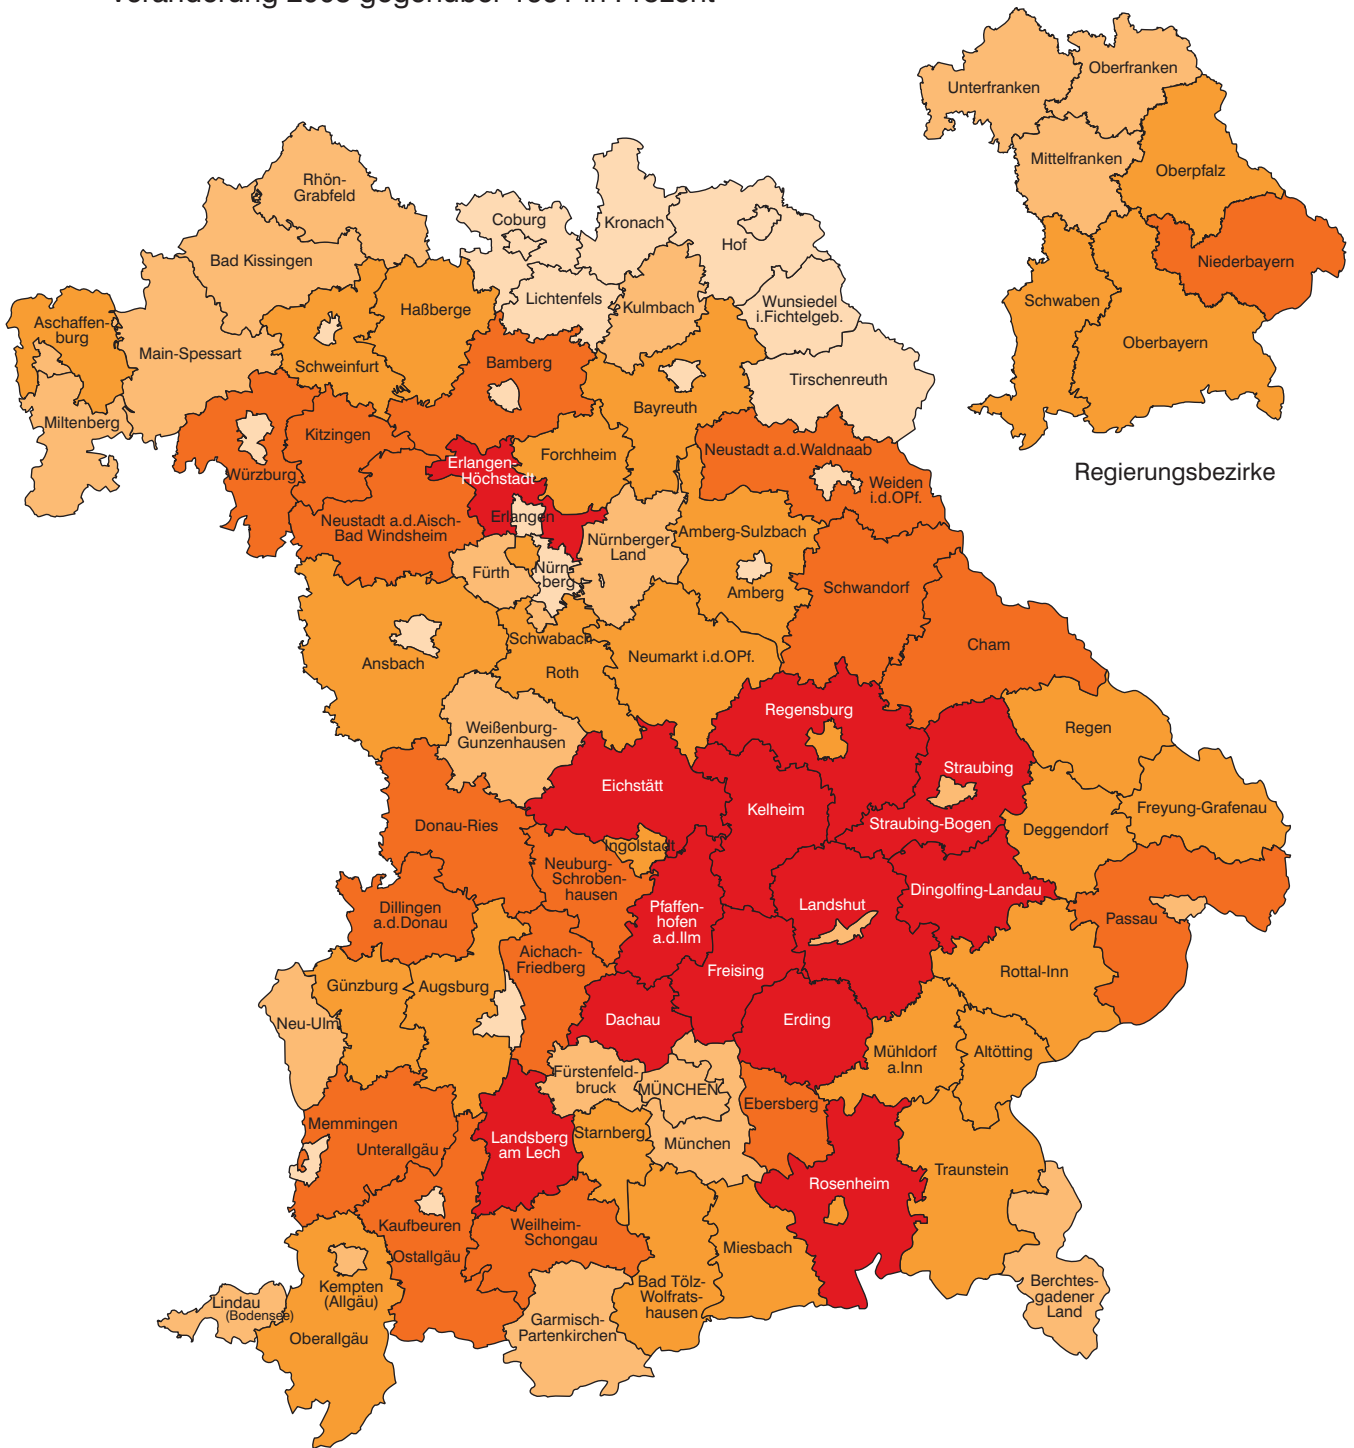 Unterfranken
Oberfranken
Mittelfranken
Oberpfalz
Niederbayern
Schwaben
Oberbayern
Regierungsbezirke
Rhön-
Grabfeld
Bad Kissingen
Coburg
Kronach
Hof
Lichtenfels
Kulmbach
Wunsiedel
i.Fichtelgeb.
Haßberge
Aschaffen-
burg
Main-Spessart
Schweinfurt
Bamberg
Tirschenreuth
Bayreuth
Miltenberg
Kitzingen
Würzburg
Erlangen-
Höchstadt
Forchheim
Neustadt a.d.Waldnaab
Weiden
i.d.OPf.
Neustadt a.d.Aisch-
Bad Windsheim
Erlangen
Nürnberger
Land
Amberg-Sulzbach
Fürth
Nürn-
berg
Amberg
Schwandorf
Ansbach
Schwabach
Roth
Neumarkt i.d.OPf.
Cham
Weißenburg-
Gunzenhausen
Regensburg
Regen
Eichstätt
Kelheim
Straubing
Straubing-Bogen
Deggendorf
Freyung-Grafenau
Donau-Ries
Ingolstadt
Neuburg-
Schroben-
hausen
Dillingen
a.d.Donau
Pfaffen-
hofen
a.d.Ilm
Landshut
Dingolfing-Landau
Passau
Aichach-
Friedberg
Freising
Rottal-Inn
Günzburg
Augsburg
Neu-Ulm
Dachau
Erding
Mühldorf
a.Inn
Altötting
Fürstenfeld-
bruck
MÜNCHEN
Ebersberg
Memmingen
Unterallgäu
Landsberg
am Lech
Starnberg
München
Traunstein
Rosenheim
Kaufbeuren
Ostallgäu
Weilheim-
Schongau
Miesbach
Kempten
(Allgäu)
Bad Tölz-
Wolfrats-
hausen
Berchtes-
gadener
Land
Lindau
(Bodensee)
Oberallgäu
Garmisch-
Partenkirchen